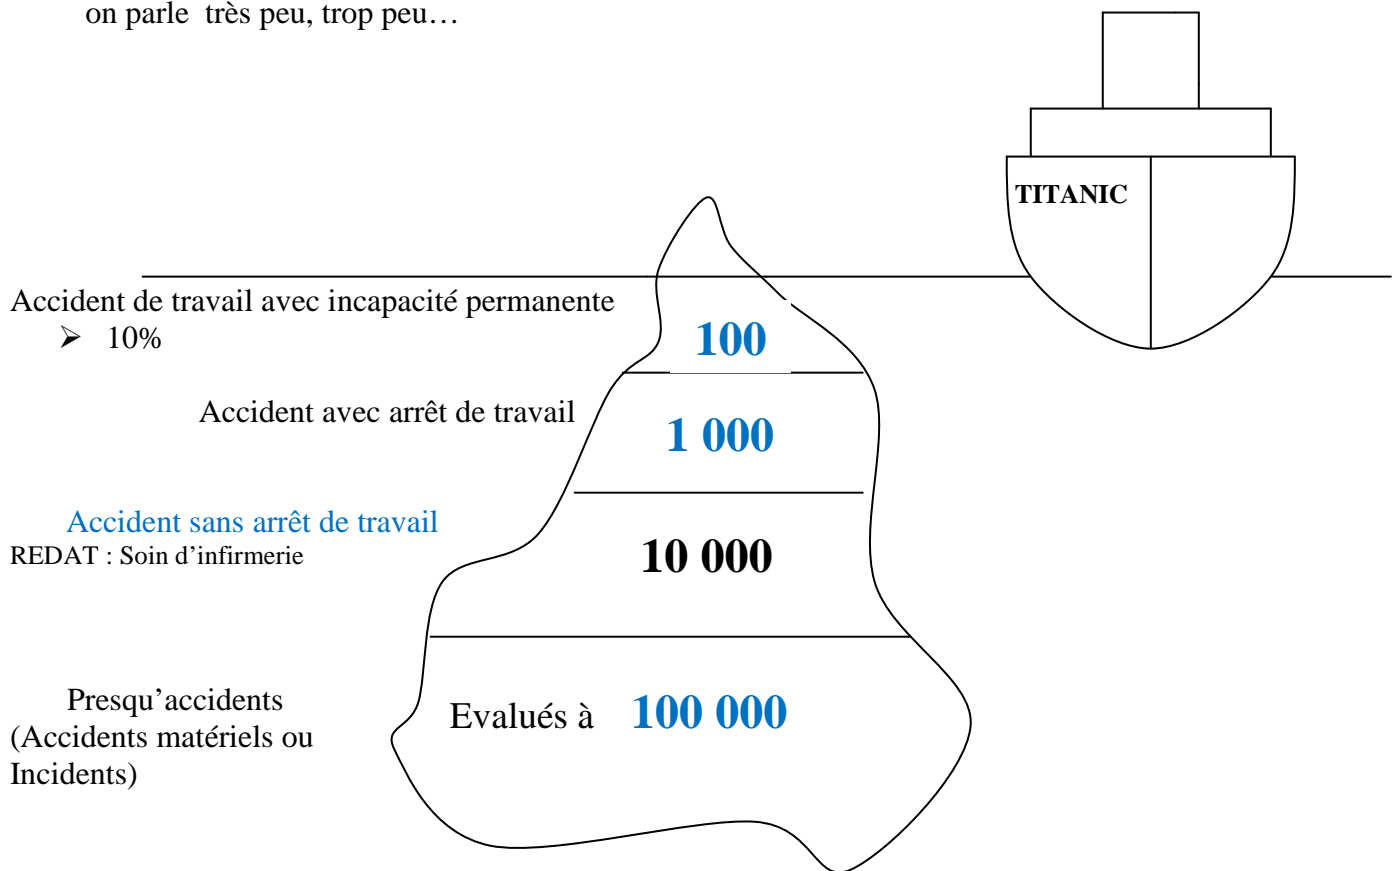 on parle  très peu, trop peu…
TITANIC
Accident de travail avec incapacité permanente
➢ 10%
100
Accident avec arrêt de travail
1 000
Accident sans arrêt de travail
REDAT : Soin d’infirmerie
10 000
Presqu’accidents
(Accidents matériels ou
Incidents)
Evalués à 100 000